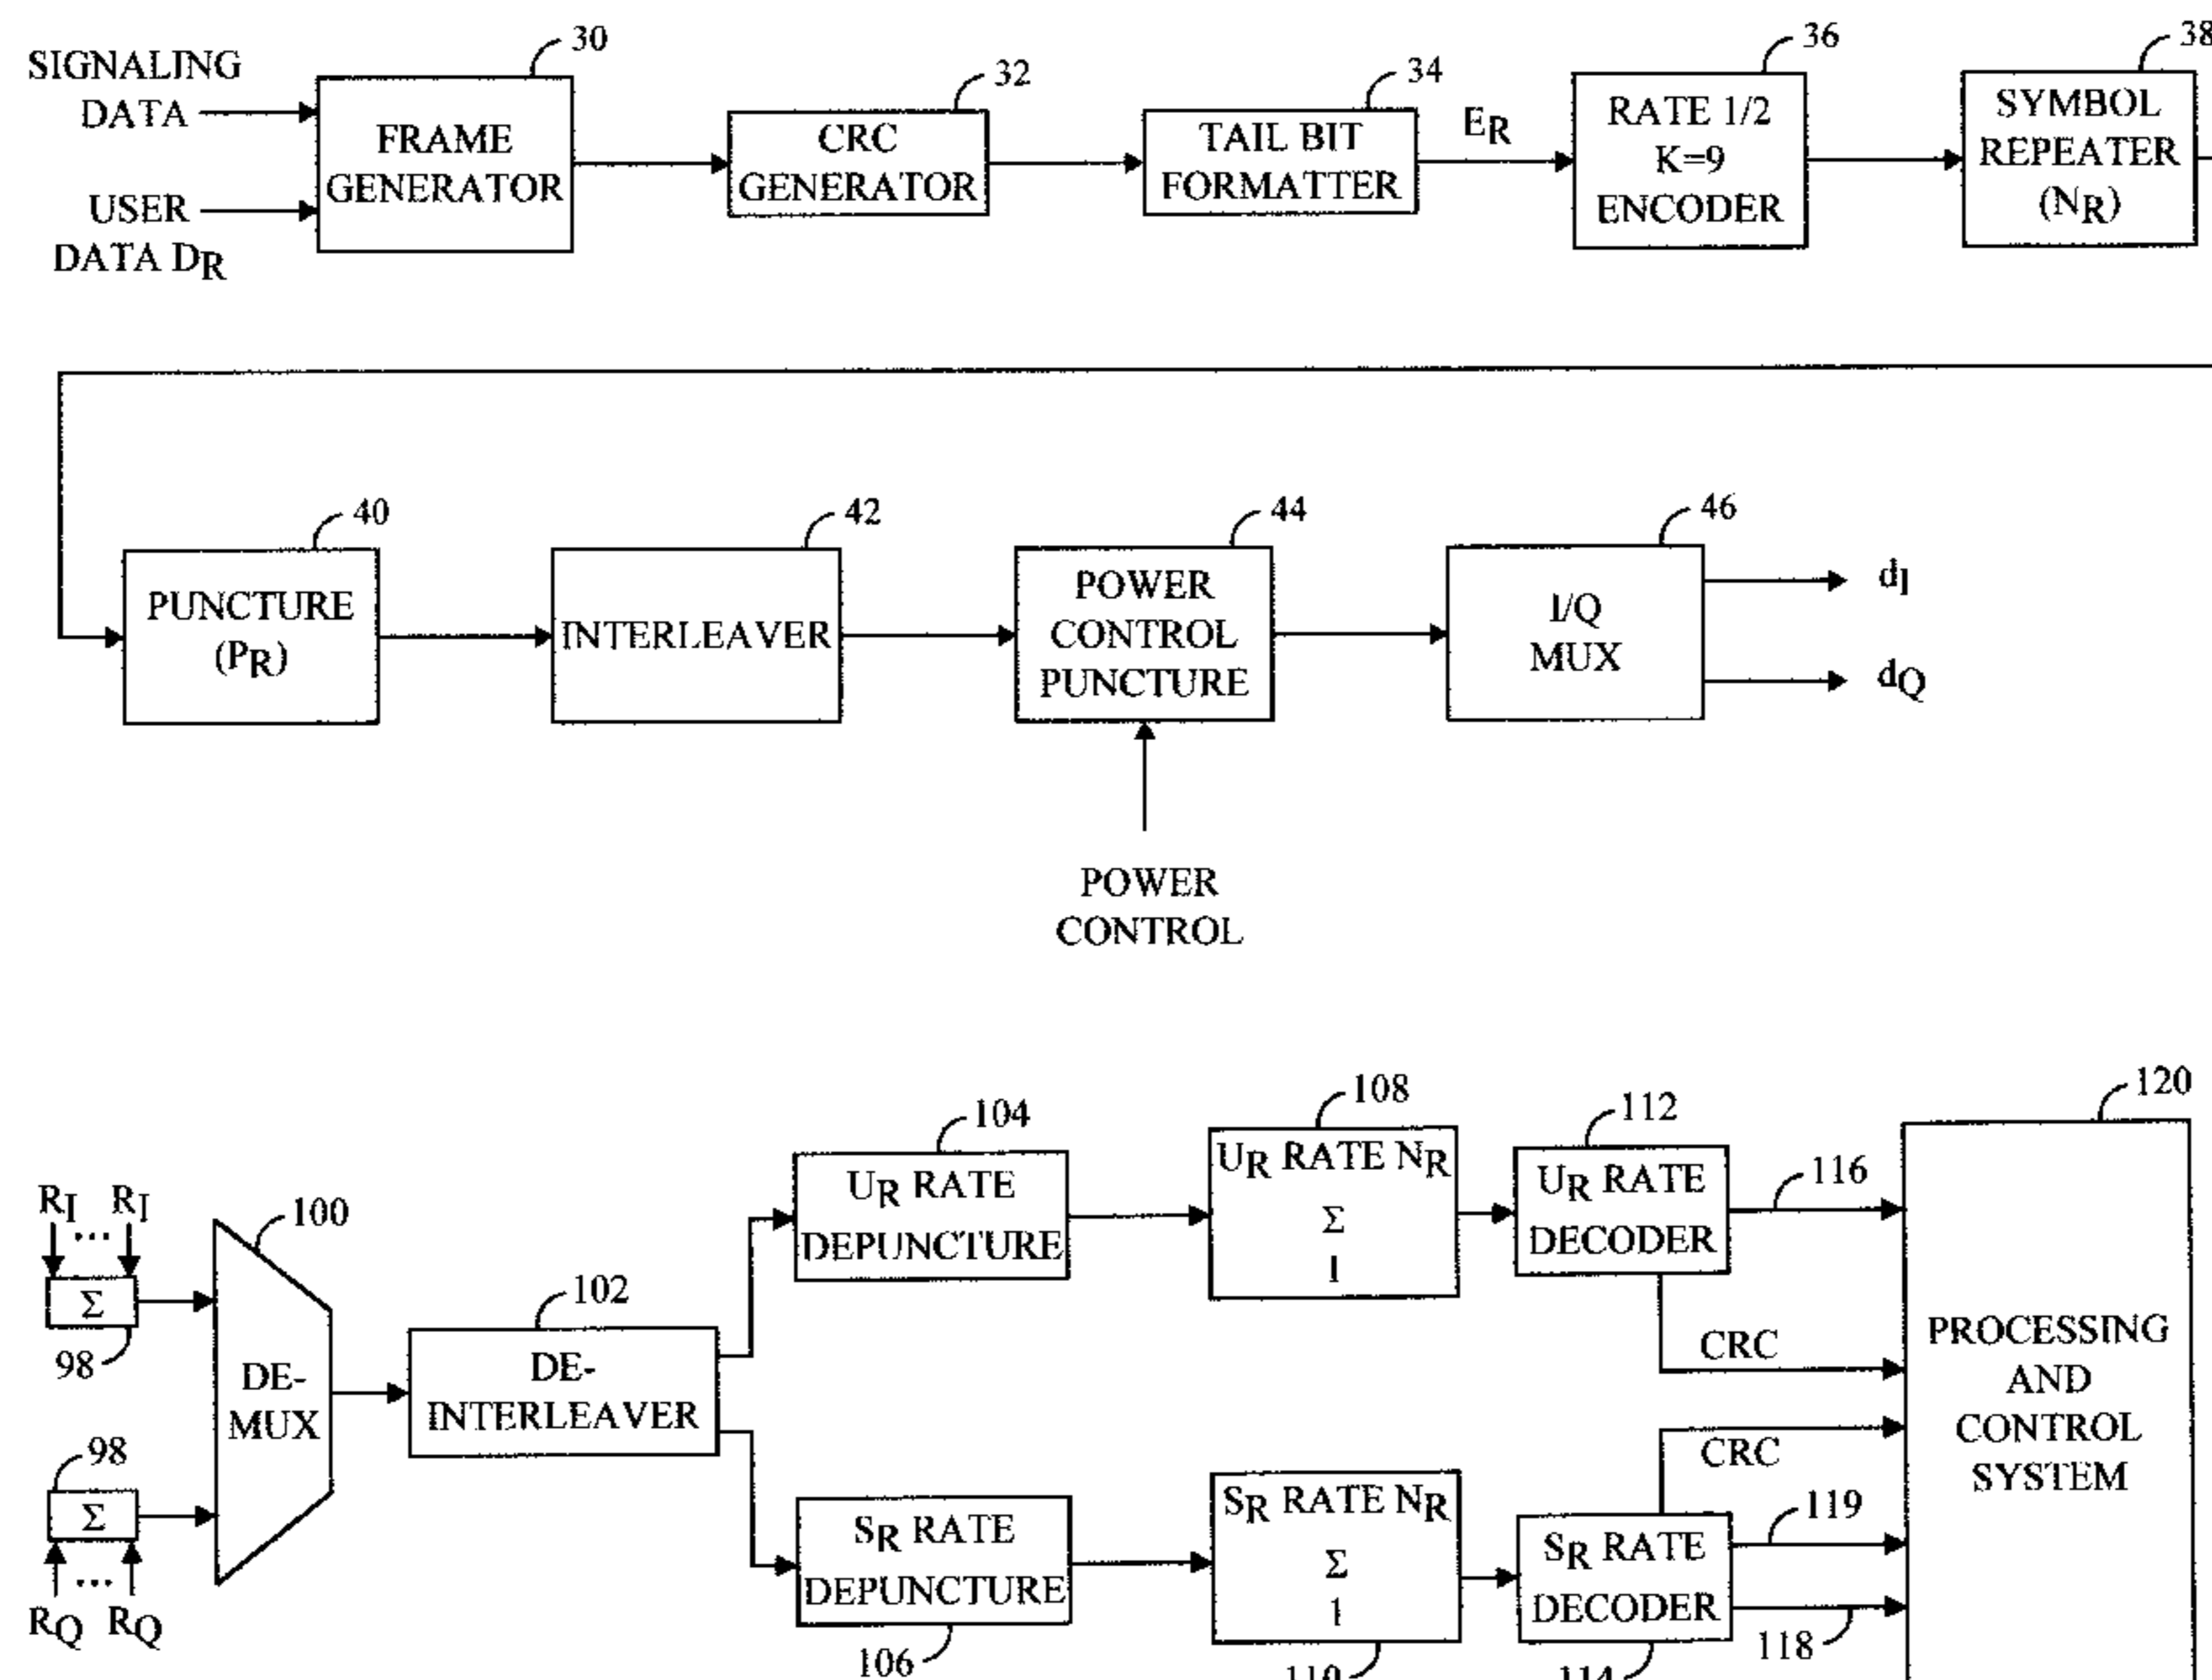 SIGNALING
DATA
USER
DATA DR
30
FRAME
GENERATOR
32
CRC
GENERATOR
34
TAIL BIT
FORMATTER
ER
36
RATE 1/2
K=9
ENCODER
38
SYMBOL
REPEATER
(NR)
40
PUNCTURE
(PR)
42
INTERLEAVER
44
POWER
CONTROL
PUNCTURE
POWER
CONTROL
46
I/Q
MUX
dI
dQ
RI ... RI
Σ
98
98
Σ
RQ ... RQ
100
DE-
MUX
102
DE-
INTERLEAVER
104
UR RATE
DEPUNCTURE
SR RATE
DEPUNCTURE
106
108
UR RATE NR
Σ
1
SR RATE NR
Σ
1
110
112
UR RATE
DECODER
116
CRC
CRC
119
SR RATE
DECODER
118
114
120
PROCESSING
AND
CONTROL
SYSTEM